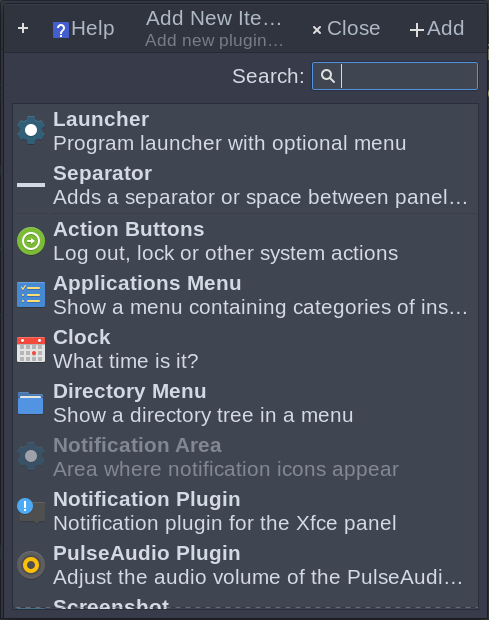 Add New Ite...
Add new plugin...
Help
Close
Add
Search:
Launcher
Program launcher with optional menu
Separator
Adds a separator or space between panel...
Action Buttons
Log out, lock or other system actions
Applications Menu
Show a menu containing categories of ins...
Clock
What time is it?
Directory Menu
Show a directory tree in a menu
Notification Area
Area where notification icons appear
Notification Plugin
Notification plugin for the Xfce panel
PulseAudio Plugin
Adjust the audio volume of the PulseAudi...
Screenshot